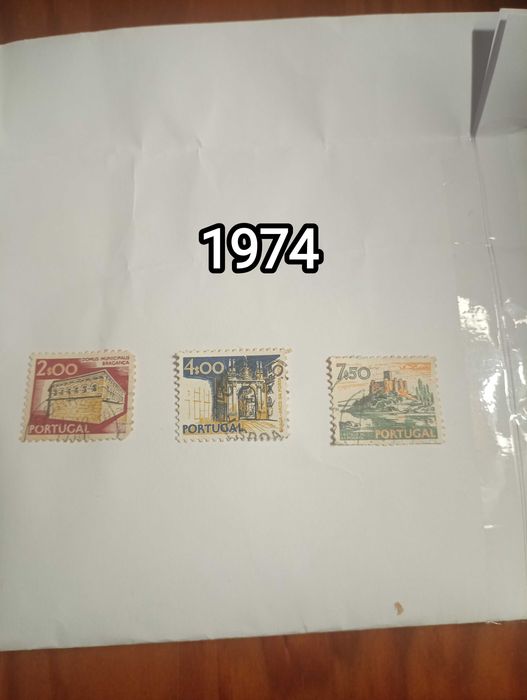 1974
2$00
DOMUS MUNICIPALIS
BRAGANÇA
PORTUGAL
4$00
PORTUGAL
7$50
PORTUGAL